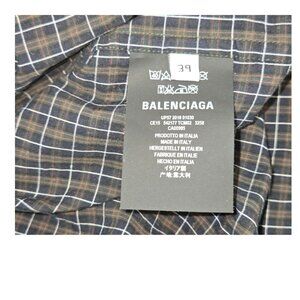 39
BALENCIAGA
PRODOTTO IN ITALIA
MADE IN ITALY
HERGESTELLT IN ITALIEN
FABRIQUE EN ITALIE
HECHO EN ITALIA
イタリア製
产地:意大利